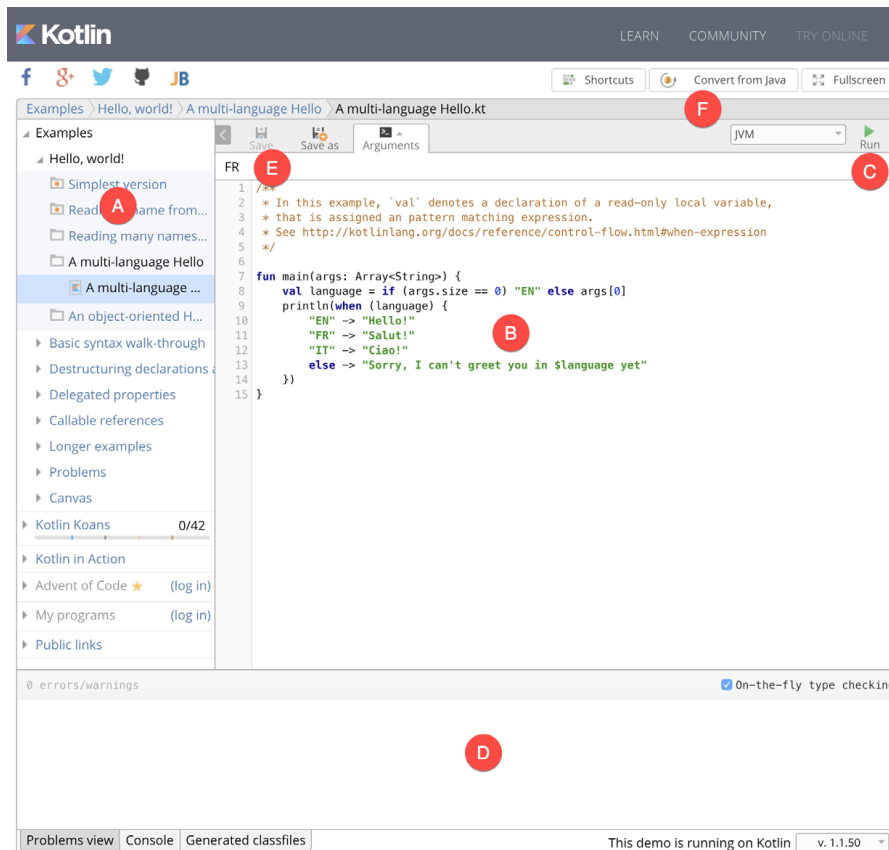 Kotlin
LEARN COMMUNITY TRY ONLINE
f g+ JB
Shortcuts Convert from Java Fullscreen
Examples Hello, world! A multi-language Hello A multi-language Hello.kt
F
Examples
Hello, world!
Simplest version
A
Reading many names...
A multi-language Hello
A multi-language ...
An object-oriented H...
Basic syntax walk-through
Destructuring declarations
Delegated properties
Callable references
Longer examples
Problems
Canvas
Kotlin Koans 0/42
Kotlin in Action
Advent of Code (log in)
My programs (log in)
Public links
Save Save as Arguments JVM Run
FR E C
1 /**
2 * In this example, `val` denotes a declaration of a read-only local variable,
3 * that is assigned an pattern matching expression.
4 * See http://kotlinlang.org/docs/reference/control-flow.html#when-expression
5 */
6
7 fun main(args: Array<String>) {
8 val language = if (args.size == 0) "EN" else args[0]
9 println(when (language) {
10 "EN" -> "Hello!"
11 "FR" -> "Salut!"
12 "IT" -> "Ciao!"
13 else -> "Sorry, I can't greet you in $language yet"
14 })
15 }
B
0 errors/warnings On-the-fly type checkin
D
Problems view Console Generated classfiles This demo is running on Kotlin v. 1.1.50